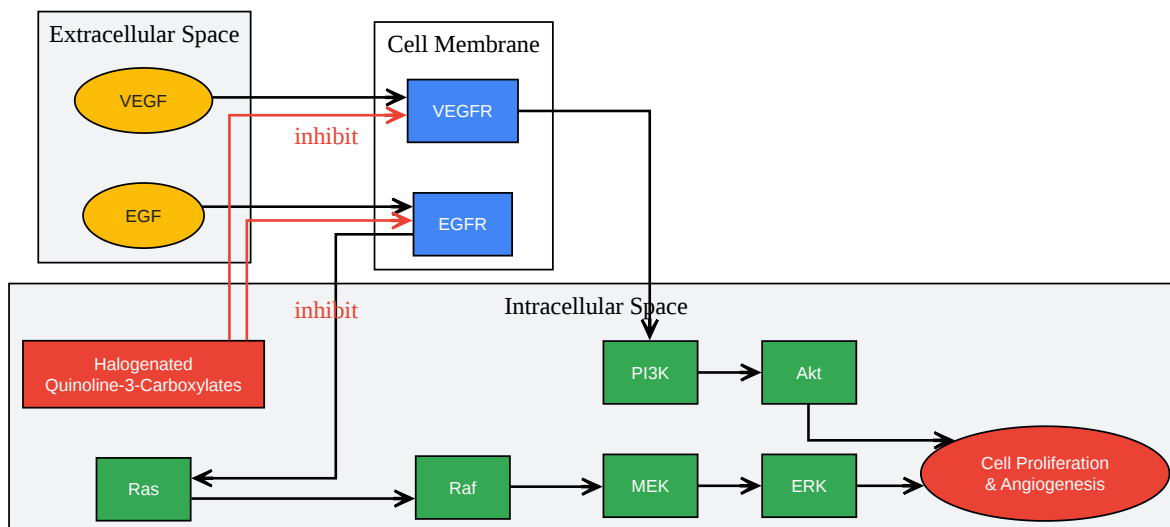 Extracellular Space
Cell Membrane
VEGF
VEGFR
inhibit
EGF
EGFR
inhibit
Intracellular Space
Halogenated
Quinoline-3-Carboxylates
PI3K
Akt
Ras
Raf
MEK
ERK
Cell Proliferation
& Angiogenesis